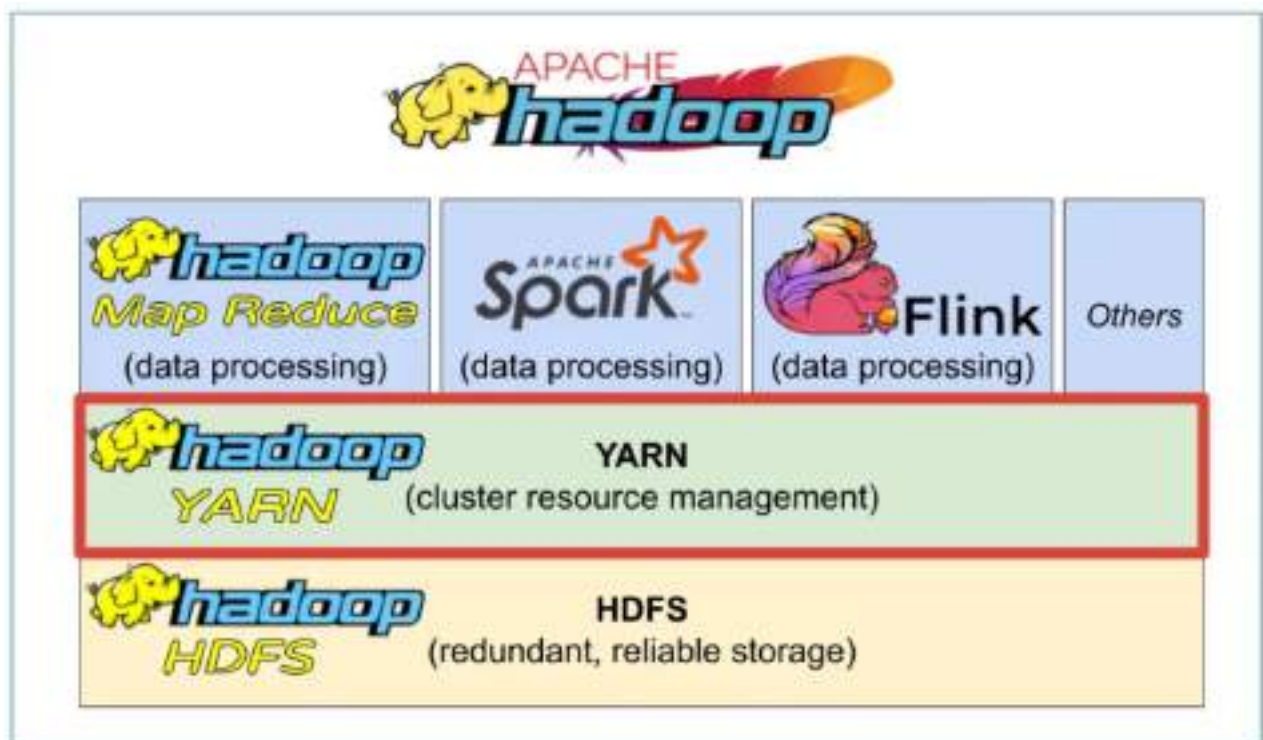 APACHE
hadoop
hadoop
Map Reduce
(data processing)
APACHE
Spark™
(data processing)
Flink
(data processing)
Others
hadoop
YARN
YARN
(cluster resource management)
hadoop
HDFS
HDFS
(redundant, reliable storage)